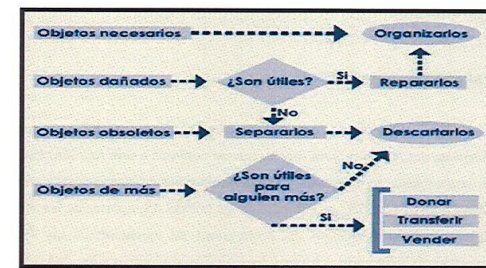 Objetos necesarios
Organizarlos
Objetos dañados
¿Son útiles?
Si
Repararlos
No
Objetos obsoletos
Separarlos
Descartarlos
Objetos de más
¿Son útiles
para
alguien más?
No
Si
Donar
Transferir
Vender